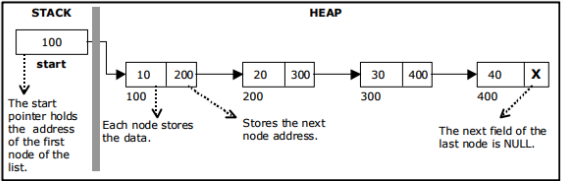 STACK
HEAP
100
start
10 200
20 300
30 400
40 X
100
200
300
400
The start
pointer holds
the address
of the first
node of the
list.
Each node stores
the data.
Stores the next
node address.
The next field of the
last node is NULL.